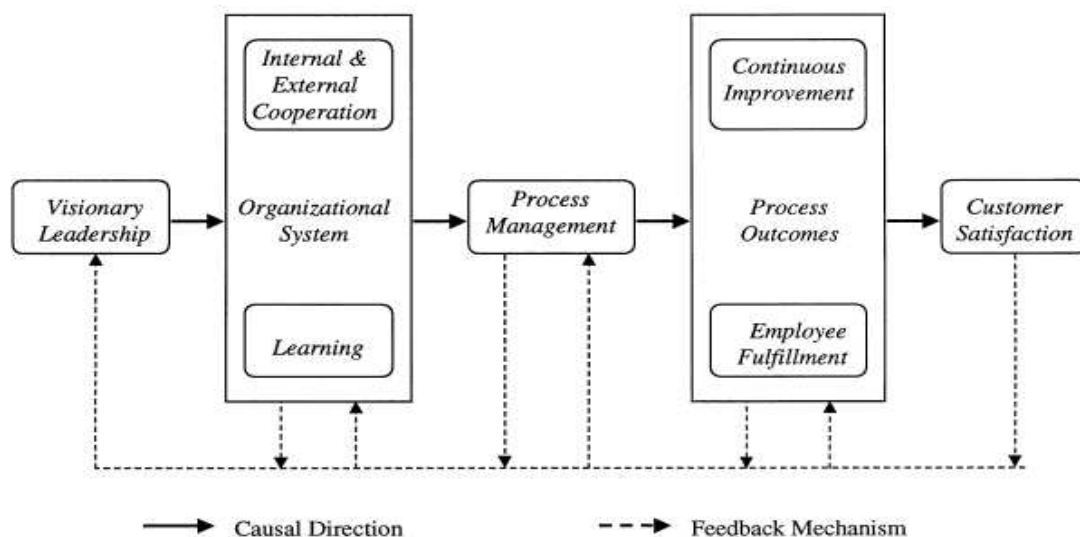 Internal &
External
Cooperation
Continuous
Improvement
Visionary
Leadership
Organizational
System
Process
Management
Process
Outcomes
Customer
Satisfaction
Learning
Employee
Fulfillment
Causal Direction
Feedback Mechanism